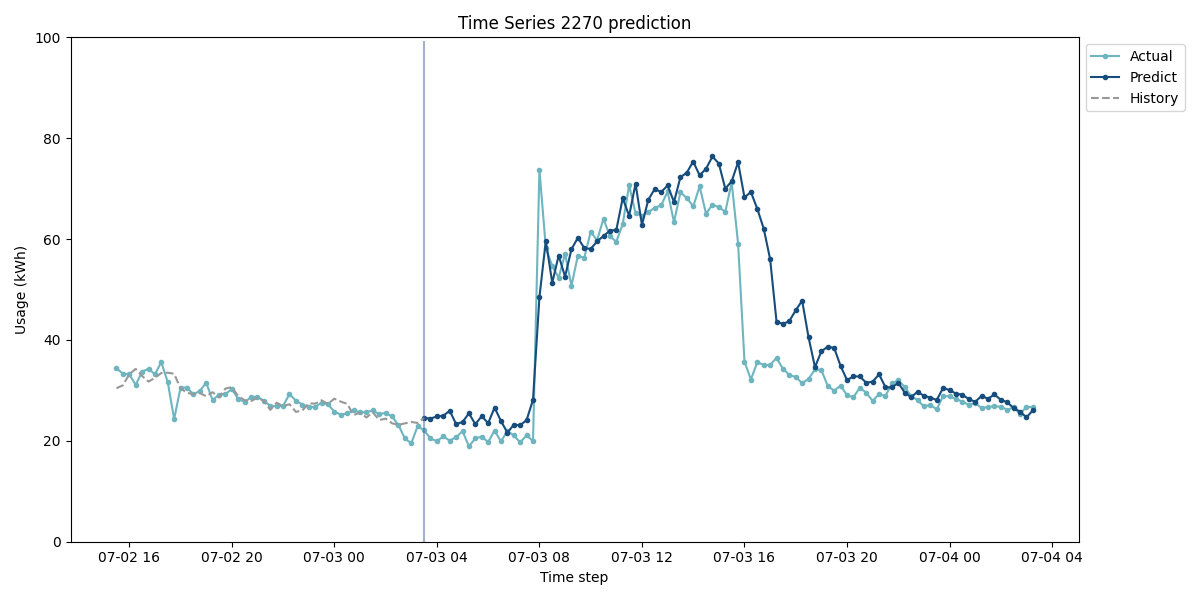 Time Series 2270 prediction
100
80
60
40
20
0
Usage (kWh)
07-02 16
07-02 20
07-03 00
07-03 04
07-03 08
07-03 12
07-03 16
07-03 20
07-04 00
07-04 04
Time step
Actual
Predict
History